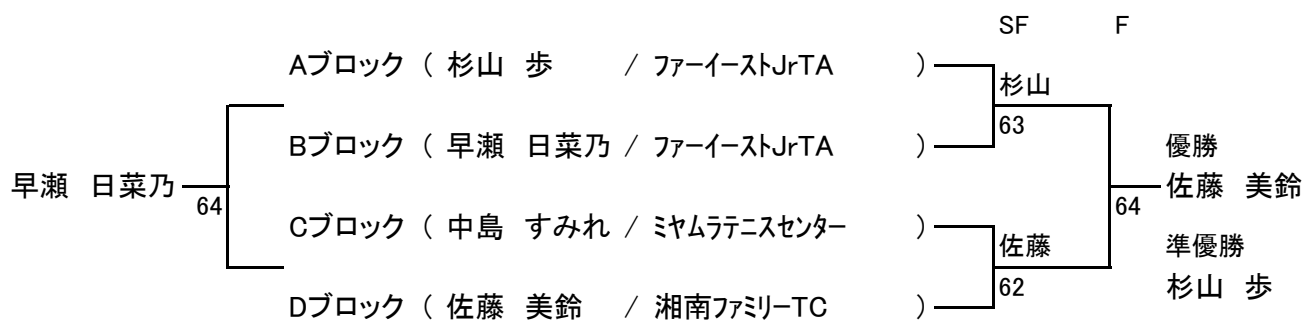 SF F
Aブロック ( 杉山 歩 / ファーイーストJrTA )
杉山
63
Bブロック ( 早瀬 日菜乃 / ファーイーストJrTA )
優勝
早瀬 日菜乃
佐藤 美鈴
64
64
Cブロック ( 中島 すみれ / ミヤムラテニスセンター )
佐藤
準優勝
62
杉山 歩
Dブロック ( 佐藤 美鈴 / 湘南ファミリーTC )